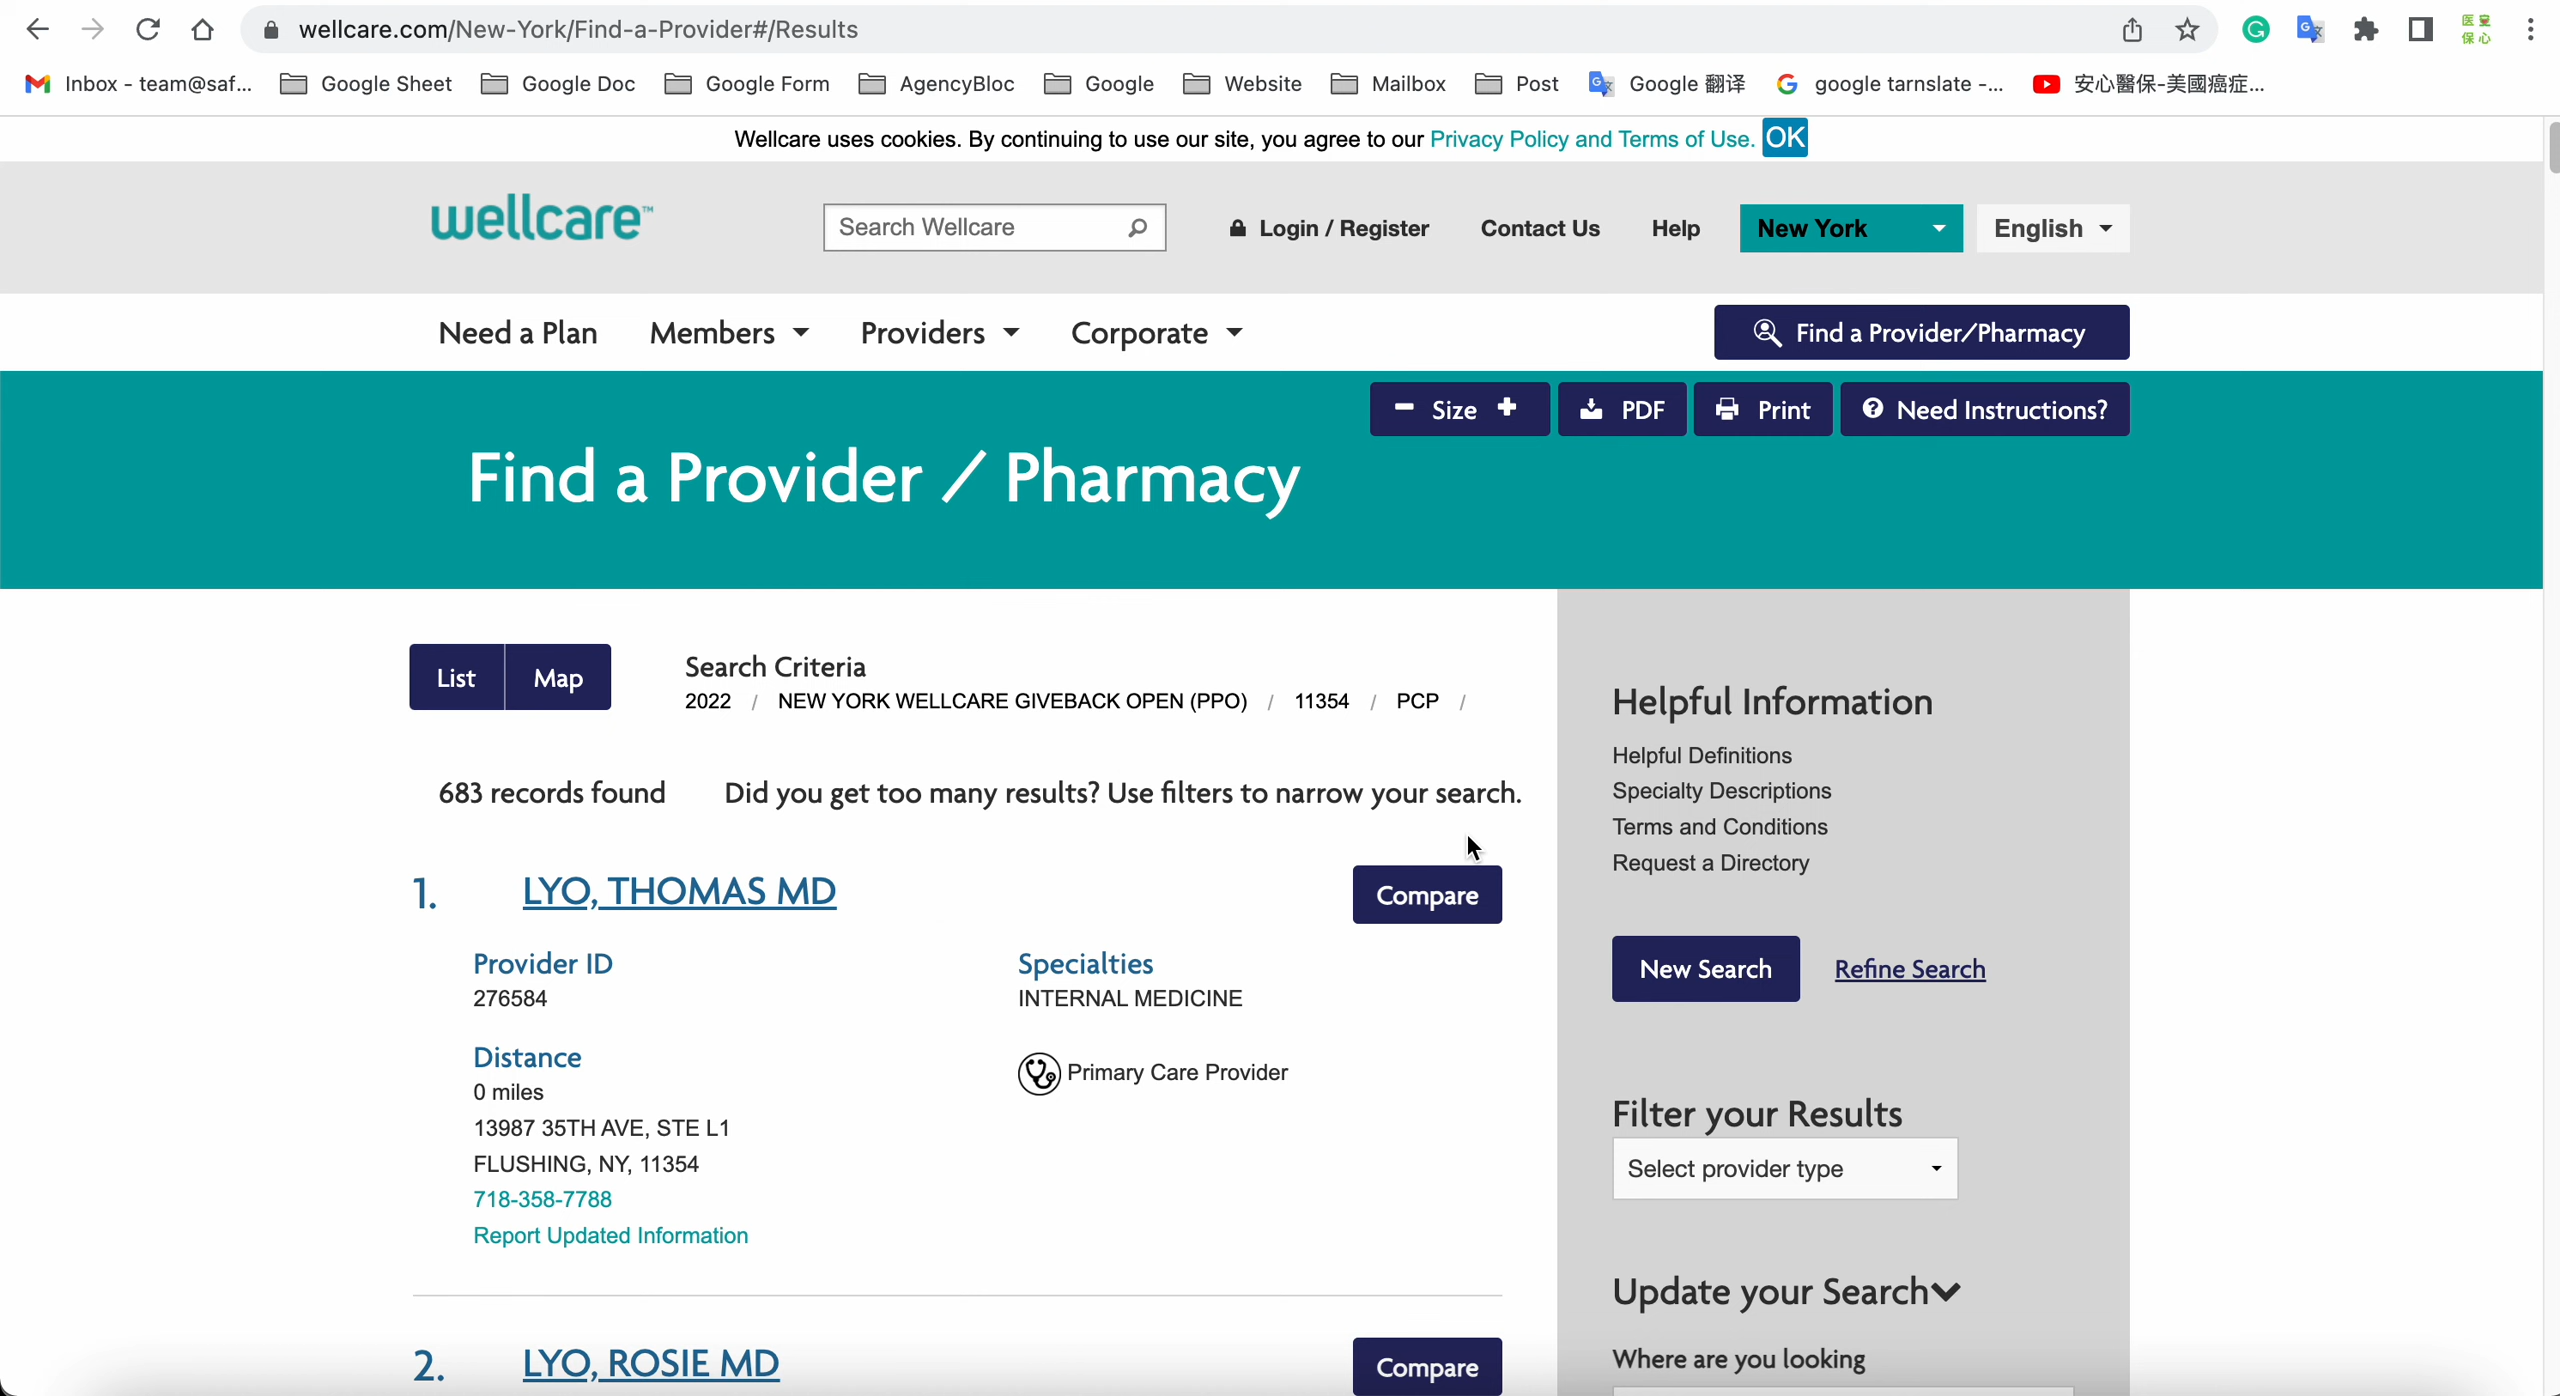 wellcare.com/New-York/Find-a-Provider#/Results
Inbox - team@saf... Google Sheet Google Doc Google Form AgencyBloc Google Website Mailbox Post Google 翻译 google tarnslate -... 安心醫保-美國癌症...
Wellcare uses cookies. By continuing to use our site, you agree to our Privacy Policy and Terms of Use. OK
wellcare™ Search Wellcare Login / Register Contact Us Help New York English
Need a Plan Members Providers Corporate Find a Provider/Pharmacy
– Size + PDF Print Need Instructions?
Find a Provider / Pharmacy
List Map
Search Criteria
2022 / NEW YORK WELLCARE GIVEBACK OPEN (PPO) / 11354 / PCP /
683 records found Did you get too many results? Use filters to narrow your search.
1. LYO, THOMAS MD Compare
Provider ID
276584
Specialties
INTERNAL MEDICINE
Distance
0 miles
13987 35TH AVE, STE L1
FLUSHING, NY, 11354
718-358-7788
Report Updated Information
Primary Care Provider
2. LYO, ROSIE MD Compare
Helpful Information
Helpful Definitions
Specialty Descriptions
Terms and Conditions
Request a Directory
New Search Refine Search
Filter your Results
Select provider type
Update your Search
Where are you looking